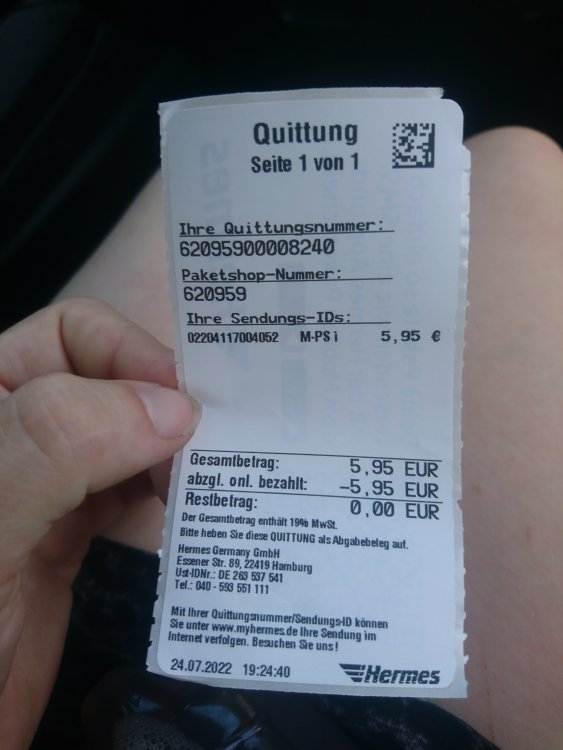 Quittung
Seite 1 von 1
Ihre Quittungsnummer:
62095900008240
Paketshop-Nummer:
620959
Ihre Sendungs-IDs:
02204117004052 M-PS i 5,95 €
Gesamtbetrag: 5,95 EUR
abzgl. onl. bezahlt: -5,95 EUR
Restbetrag: 0,00 EUR
Der Gesamtbetrag enthält 19% MwSt.
Bitte heben Sie diese QUITTUNG als Abgabebeleg auf.
Hermes Germany GmbH
Essener Str. 89, 22419 Hamburg
Ust-IDNr.: DE 263 537 541
Tel.: 040 - 593 551 111
Mit Ihrer Quittungsnummer/Sendungs-ID können
Sie unter www.myhermes.de Ihre Sendung im
Internet verfolgen. Besuchen Sie uns!
24.07.2022 19:24:40
Hermes